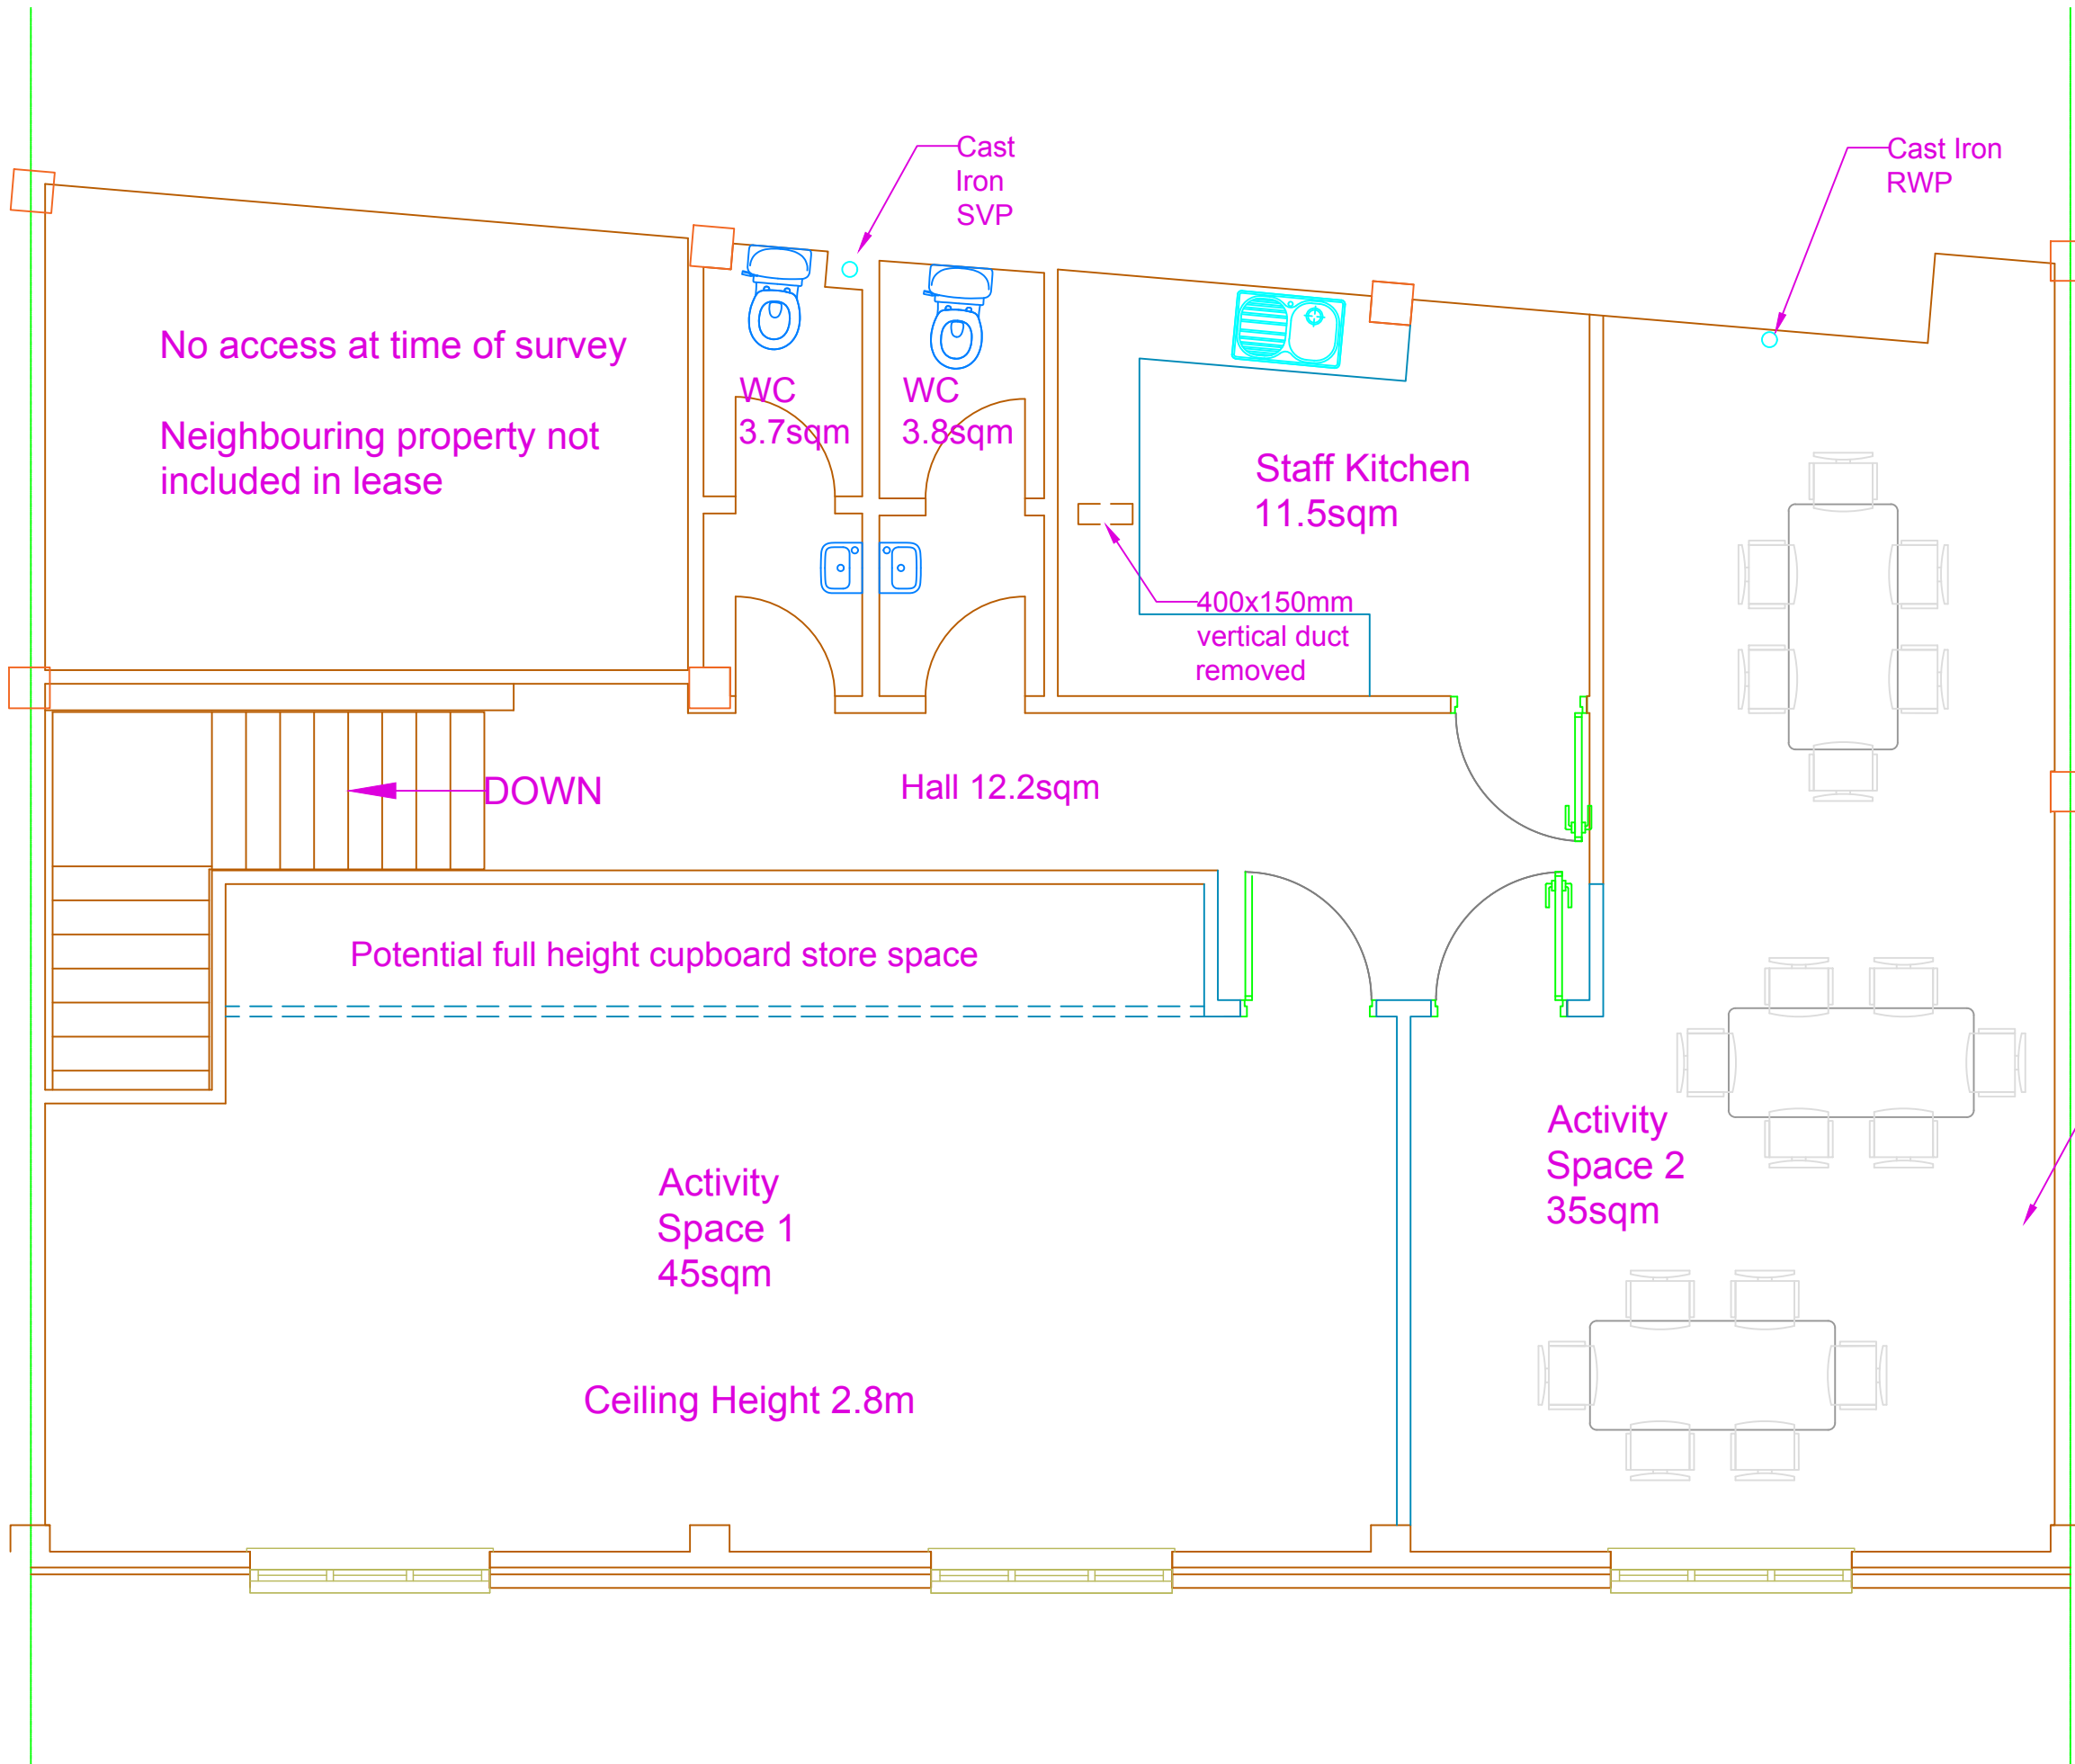 Cast
Iron
SVP
Cast Iron
RWP
No access at time of survey
Neighbouring property not
included in lease
WC
3.7sqm
WC
3.8sqm
Staff Kitchen
11.5sqm
400x150mm
vertical duct
removed
DOWN
Hall 12.2sqm
Potential full height cupboard store space
Activity
Space 1
45sqm
Activity
Space 2
35sqm
Ceiling Height 2.8m